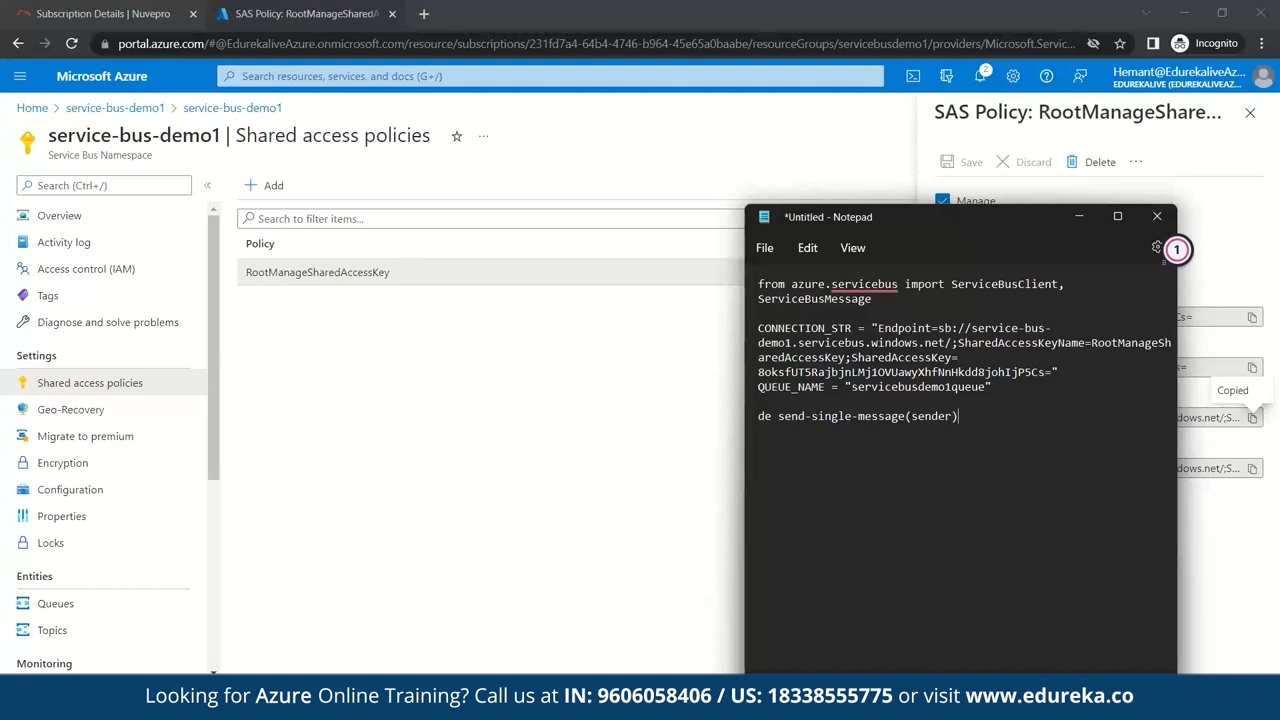 Subscription Details | Nuvepro
SAS Policy: RootManageSharedA
portal.azure.com/#@EdurekaliveAzure.onmicrosoft.com/resource/subscriptions/231fd7a4-64b4-4746-b964-45e65a0baabe/resourceGroups/servicebusdemo1/providers/Microsoft.Servic...
Incognito
Microsoft Azure
Search resources, services, and docs (G+/)
2
Hemant@EdurekaliveAz...
EDUREKALIVE (EDUREKALIVEAZ...
Home > service-bus-demo1 > service-bus-demo1
service-bus-demo1 | Shared access policies
Service Bus Namespace
Search (Ctrl+/)
Overview
Activity log
Access control (IAM)
Tags
Diagnose and solve problems
Settings
Shared access policies
Geo-Recovery
Migrate to premium
Encryption
Configuration
Properties
Locks
Entities
Queues
Topics
Monitoring
Add
Search to filter items...
Policy
RootManageSharedAccessKey
SAS Policy: RootManageShare...
Save
Discard
Delete
Manage
Cs=
s=
Copied
dows.net/;S...
dows.net/;S...
*Untitled - Notepad
File
Edit
View
1
from azure.servicebus import ServiceBusClient,
ServiceBusMessage
CONNECTION_STR = "Endpoint=sb://service-bus-
demo1.servicebus.windows.net/;SharedAccessKeyName=RootManageSh
aredAccessKey;SharedAccessKey=
8oksfUT5RajbjnLMj1OVUawyXhfNnHkdd8johIjP5Cs="
QUEUE_NAME = "servicebusdemo1queue"
de send-single-message(sender)
Looking for Azure Online Training? Call us at IN: 9606058406 / US: 18338555775 or visit www.edureka.co